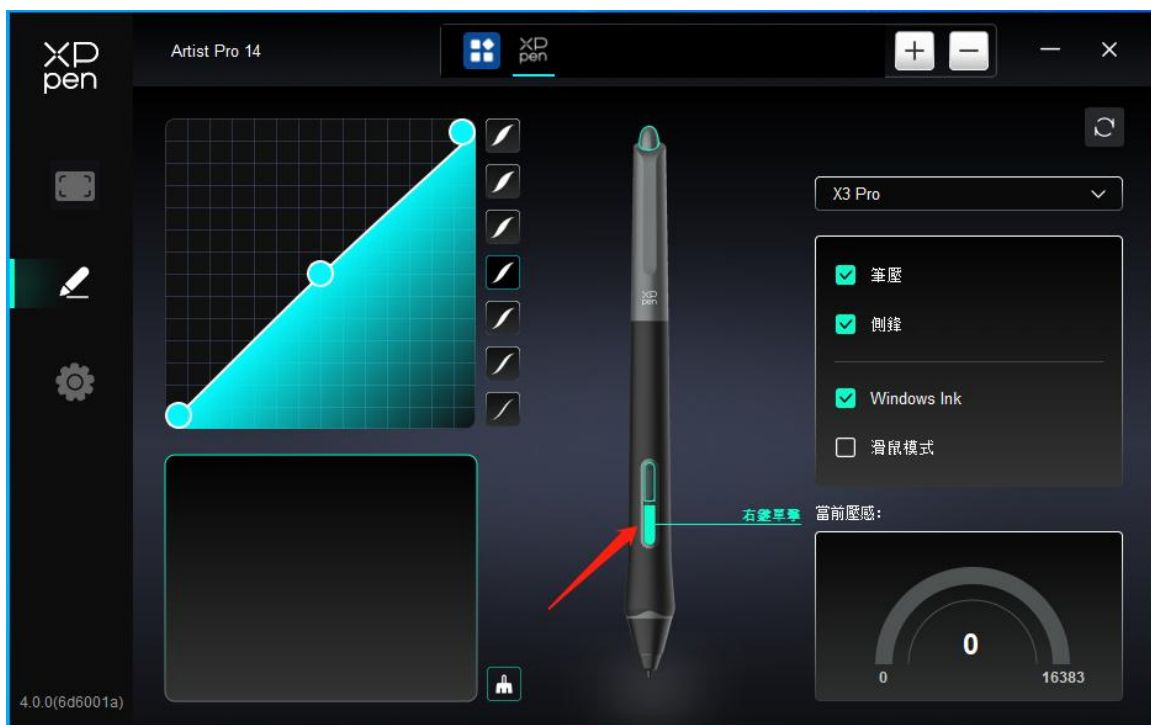 XP
pen
Artist Pro 14
XP
pen
X3 Pro
筆壓
側鋒
XP
pen
Windows Ink
滑鼠模式
右鍵單擊
當前壓感:
0
0
16383
4.0.0(6d6001a)